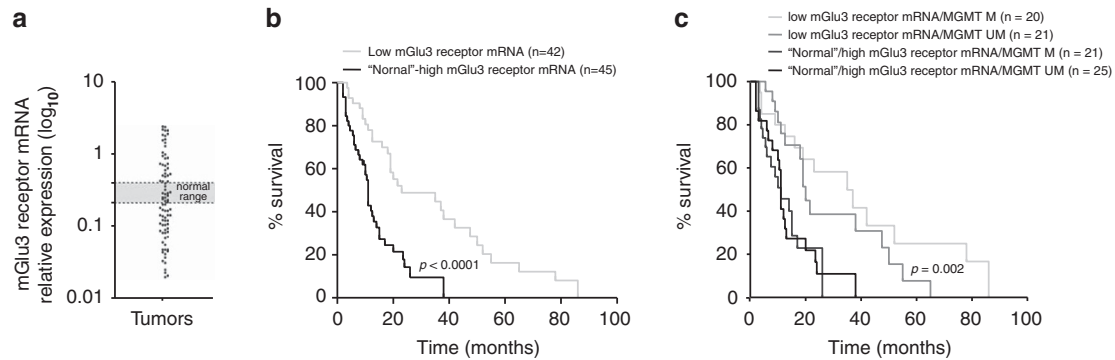 a
mGlu3 receptor mRNA
relative expression (log10)
10
1
0.1
0.01
normal
range
Tumors
b
Low mGlu3 receptor mRNA (n=42)
“Normal”-high mGlu3 receptor mRNA (n=45)
% survival
100
80
60
40
20
0
p < 0.0001
0 20 40 60 80 100
Time (months)
c
low mGlu3 receptor mRNA/MGMT M (n = 20)
low mGlu3 receptor mRNA/MGMT UM (n = 21)
“Normal”/high mGlu3 receptor mRNA/MGMT M (n = 21)
“Normal”/high mGlu3 receptor mRNA/MGMT UM (n = 25)
% survival
100
80
60
40
20
0
p = 0.002
0 20 40 60 80 100
Time (months)